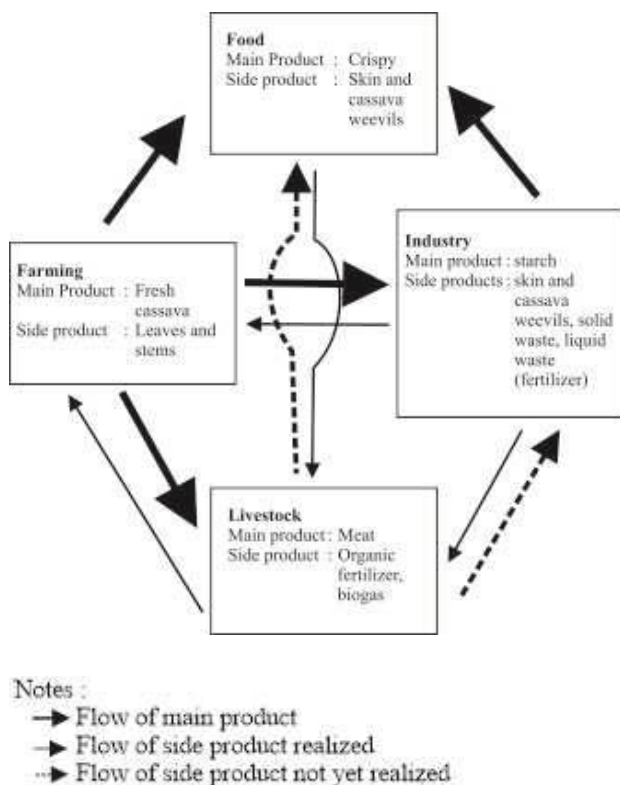 Food
Main Product : Crispy
Side product : Skin and
cassava
weevils
Farming
Main Product : Fresh
cassava
Side product : Leaves and
stems
Industry
Main product : starch
Side products : skin and
cassava
weevils, solid
waste, liquid
waste
(fertilizer)
Livestock
Main product : Meat
Side product : Organic
fertilizer,
biogas
Notes :
Flow of main product
Flow of side product realized
Flow of side product not yet realized